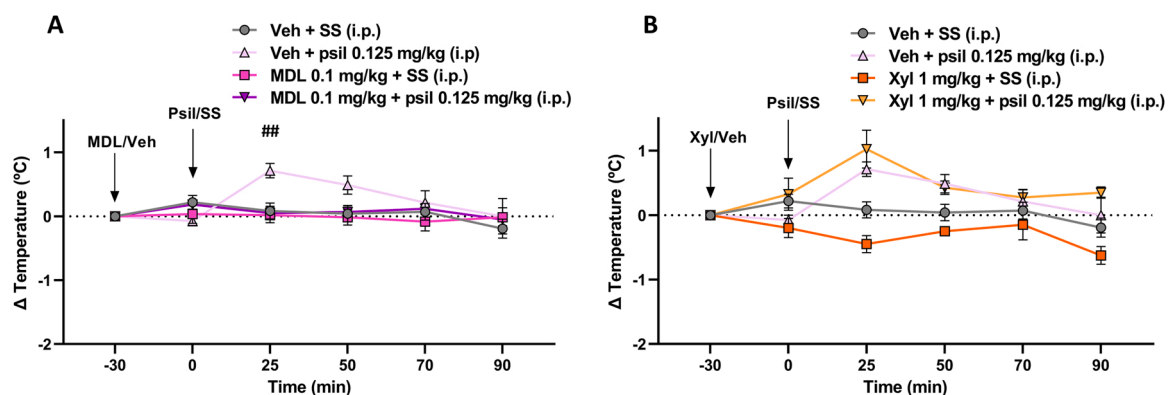 A
Veh + SS (i.p.)
Veh + psil 0.125 mg/kg (i.p)
MDL 0.1 mg/kg + SS (i.p.)
MDL 0.1 mg/kg + psil 0.125 mg/kg (i.p.)
MDL/Veh
Psil/SS
##
Δ Temperature (ºC)
1
0
-1
-2
-30
0
25
50
70
90
Time (min)
B
Veh + SS (i.p.)
Veh + psil 0.125 mg/kg (i.p.)
Xyl 1 mg/kg + SS (i.p.)
Xyl 1 mg/kg + psil 0.125 mg/kg (i.p.)
Xyl/Veh
Psil/SS
Δ Temperature (ºC)
1
0
-1
-2
-30
0
25
50
70
90
Time (min)